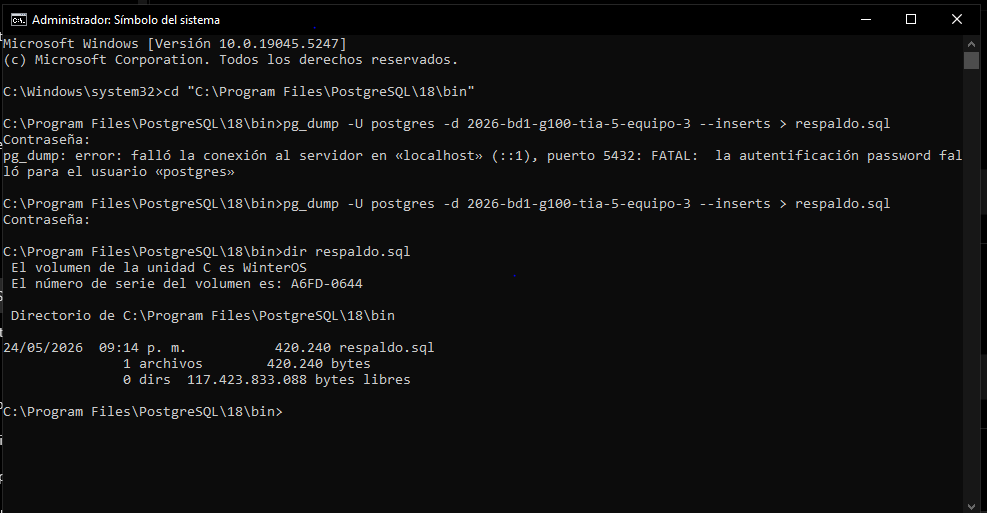 Administrador: Símbolo del sistema
Microsoft Windows [Versión 10.0.19045.5247]
(c) Microsoft Corporation. Todos los derechos reservados.
C:\Windows\system32>cd "C:\Program Files\PostgreSQL\18\bin"
C:\Program Files\PostgreSQL\18\bin>pg_dump -U postgres -d 2026-bd1-g100-tia-5-equipo-3 --inserts > respaldo.sql
Contraseña:
pg_dump: error: falló la conexión al servidor en «localhost» (::1), puerto 5432: FATAL:  la autentificación password fal
ló para el usuario «postgres»
C:\Program Files\PostgreSQL\18\bin>pg_dump -U postgres -d 2026-bd1-g100-tia-5-equipo-3 --inserts > respaldo.sql
Contraseña:
C:\Program Files\PostgreSQL\18\bin>dir respaldo.sql
El volumen de la unidad C es WinterOS
El número de serie del volumen es: A6FD-0644
Directorio de C:\Program Files\PostgreSQL\18\bin
24/05/2026  09:14 p. m.           420.240 respaldo.sql
1 archivos        420.240 bytes
0 dirs  117.423.833.088 bytes libres
C:\Program Files\PostgreSQL\18\bin>